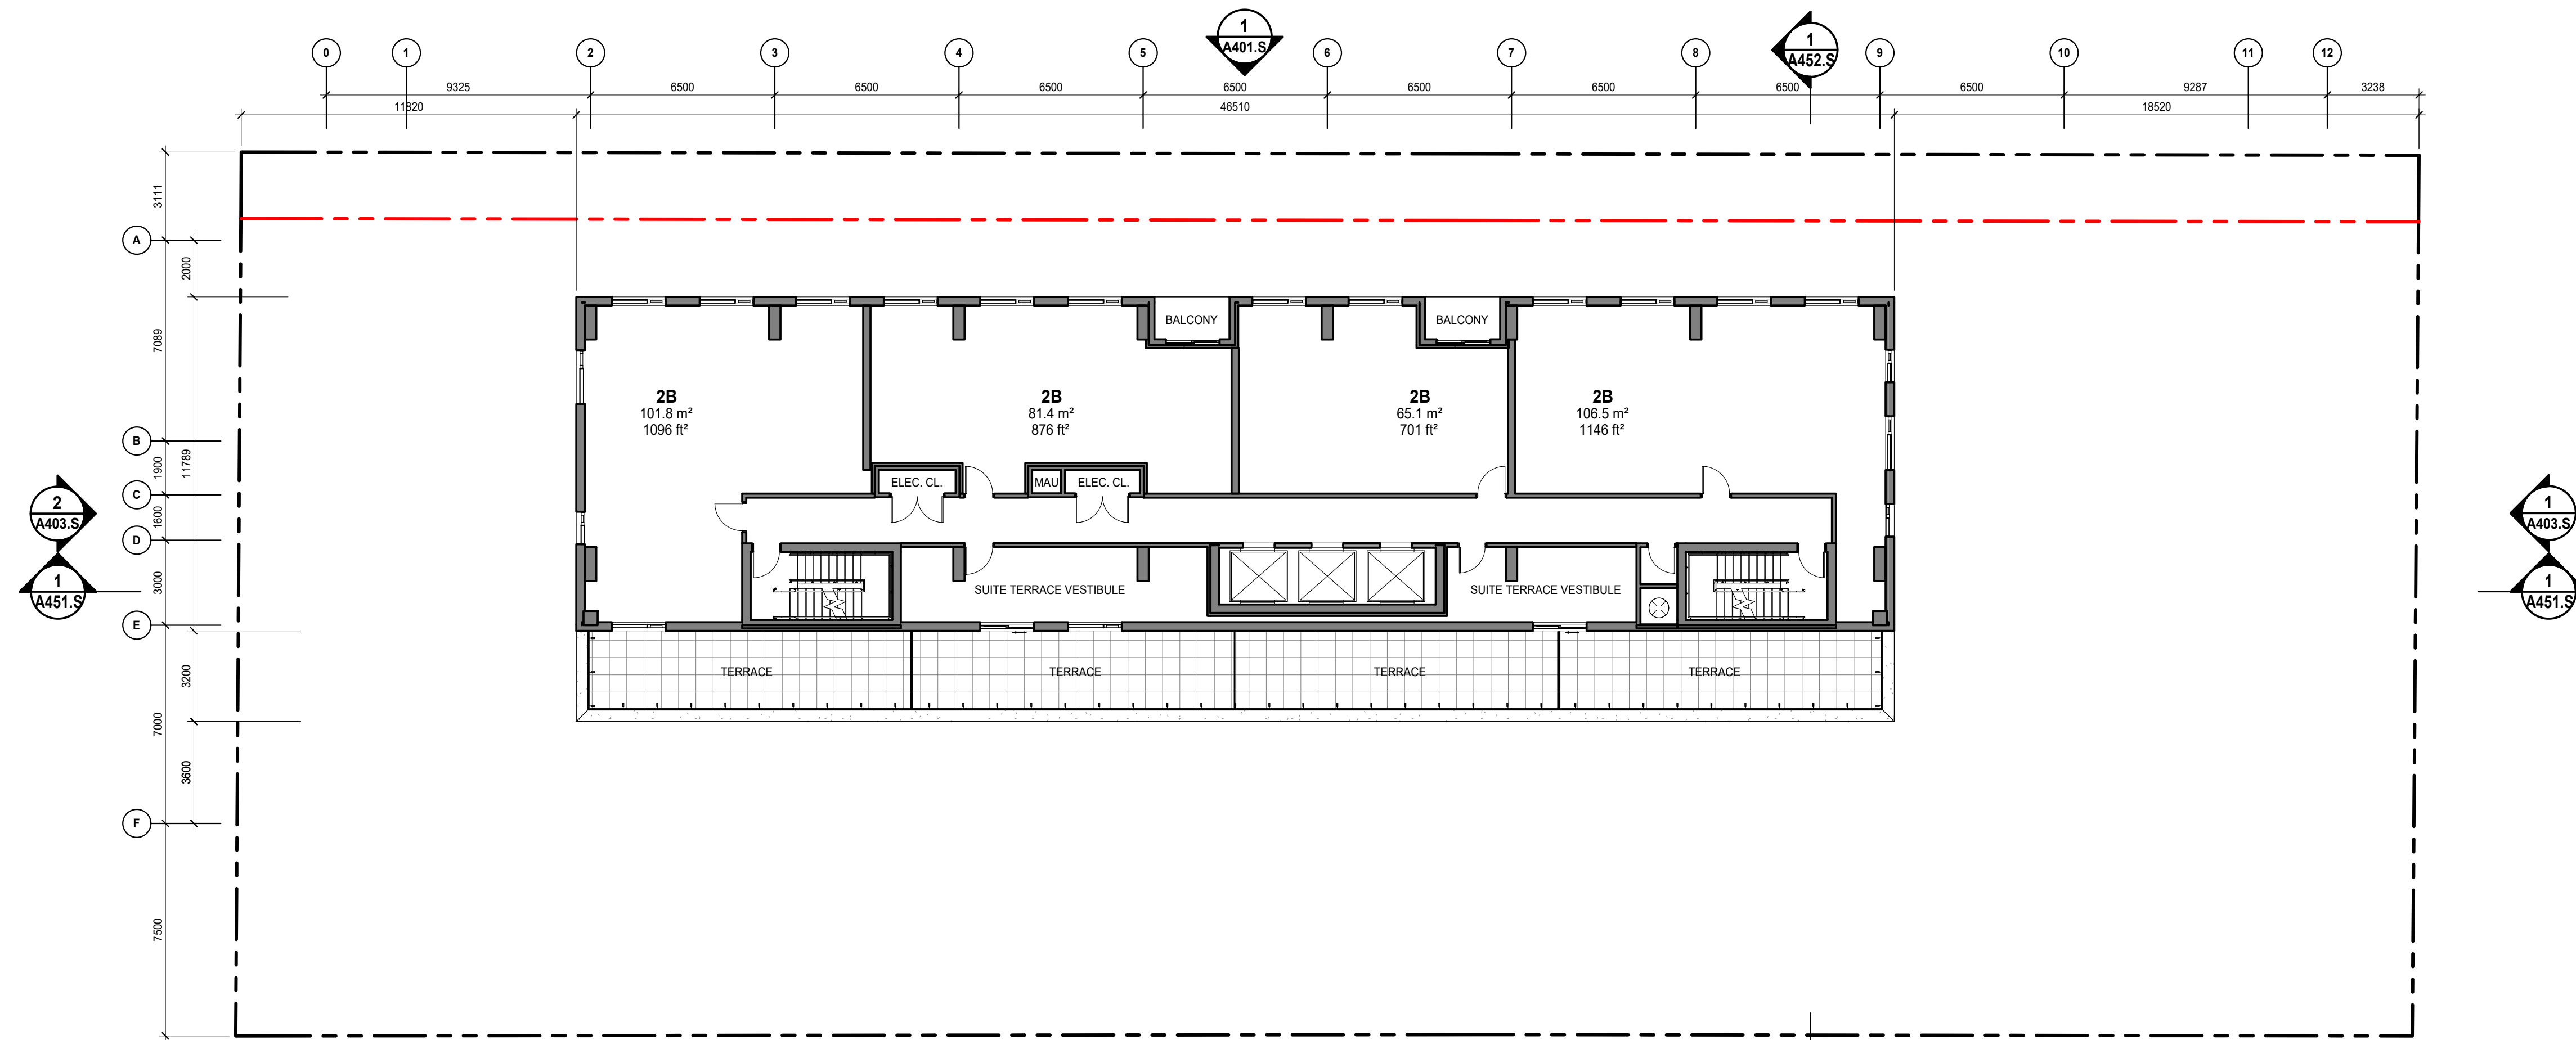 1
A401.S
1
A452.S
0
1
2
3
4
5
6
7
8
9
10
11
12
9325
6500
6500
6500
6500
6500
6500
6500
6500
9287
3238
11820
46510
18520
3111
A
2000
7089
B
1900
11789
C
1600
D
3000
E
3200
7000
3600
F
7500
2
A403.S
1
A451.S
1
A403.S
1
A451.S
BALCONY
BALCONY
2B
101.8 m²
1096 ft²
2B
81.4 m²
876 ft²
2B
65.1 m²
701 ft²
2B
106.5 m²
1146 ft²
ELEC. CL.
MAU
ELEC. CL.
SUITE TERRACE VESTIBULE
SUITE TERRACE VESTIBULE
TERRACE
TERRACE
TERRACE
TERRACE